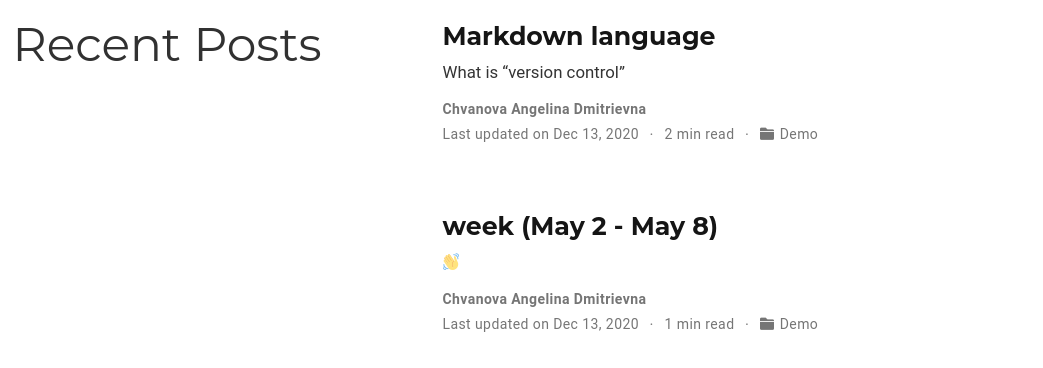 Recent Posts
Markdown language
What is “version control”
Chvanova Angelina Dmitrievna
Last updated on Dec 13, 2020 · 2 min read · Demo
week (May 2 - May 8)
👋
Chvanova Angelina Dmitrievna
Last updated on Dec 13, 2020 · 1 min read · Demo